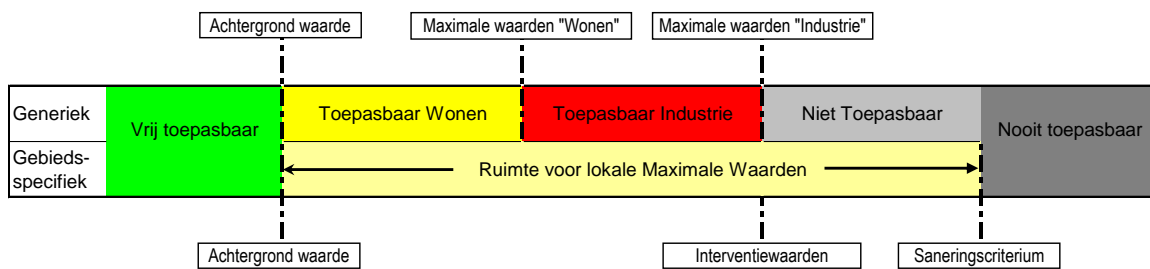 Achtergrond waarde
Maximale waarden "Wonen"
Maximale waarden "Industrie"
Generiek
Vrij toepasbaar
Toepasbaar Wonen
Toepasbaar Industrie
Niet Toepasbaar
Nooit toepasbaar
Gebieds-
specifiek
Ruimte voor lokale Maximale Waarden
Achtergrond waarde
Interventiewaarden
Saneringscriterium